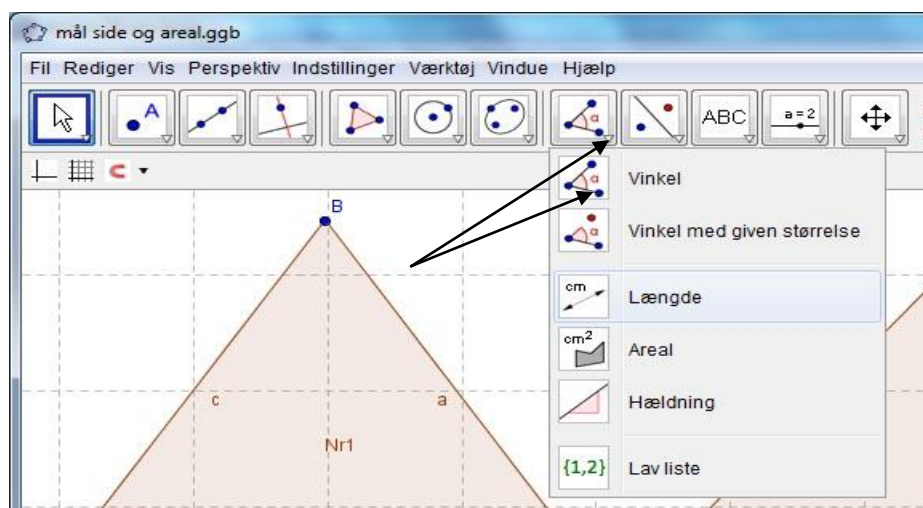 mål side og areal.ggb
Fil Rediger Vis Perspektiv Indstillinger Værktøj Vindue Hjælp
A α ABC a=2
α Vinkel
α Vinkel med given størrelse
cm Længde
cm² Areal
Hældning
{1,2} Lav liste
B
c a
Nr1